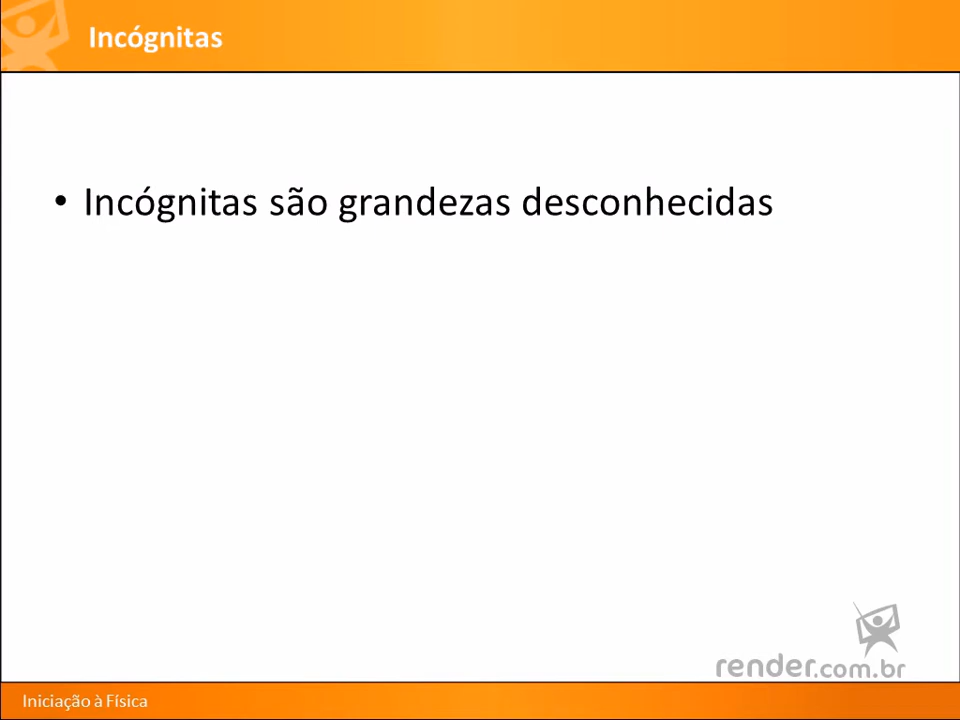 Incógnitas
• Incógnitas são grandezas desconhecidas
render.com.br
Iniciação à Física